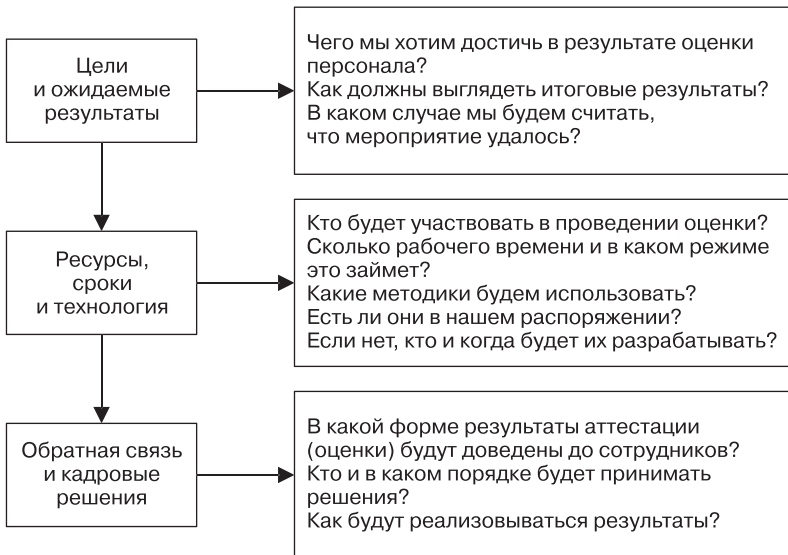 Цели
и ожидаемые
результаты
Чего мы хотим достичь в результате оценки
персонала?
Как должны выглядеть итоговые результаты?
В каком случае мы будем считать,
что мероприятие удалось?
Ресурсы,
сроки
и технология
Кто будет участвовать в проведении оценки?
Сколько рабочего времени и в каком режиме
это займет?
Какие методики будем использовать?
Есть ли они в нашем распоряжении?
Если нет, кто и когда будет их разрабатывать?
Обратная связь
и кадровые
решения
В какой форме результаты аттестации
(оценки) будут доведены до сотрудников?
Кто и в каком порядке будет принимать
решения?
Как будут реализовываться результаты?